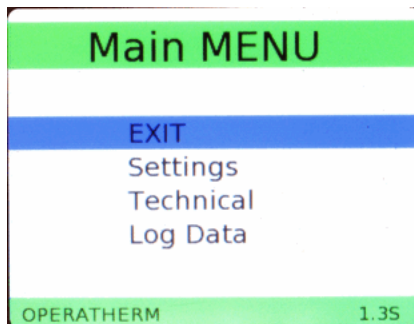 Main MENU
EXIT
Settings
Technical
Log Data
OPERATHERM 1.3S